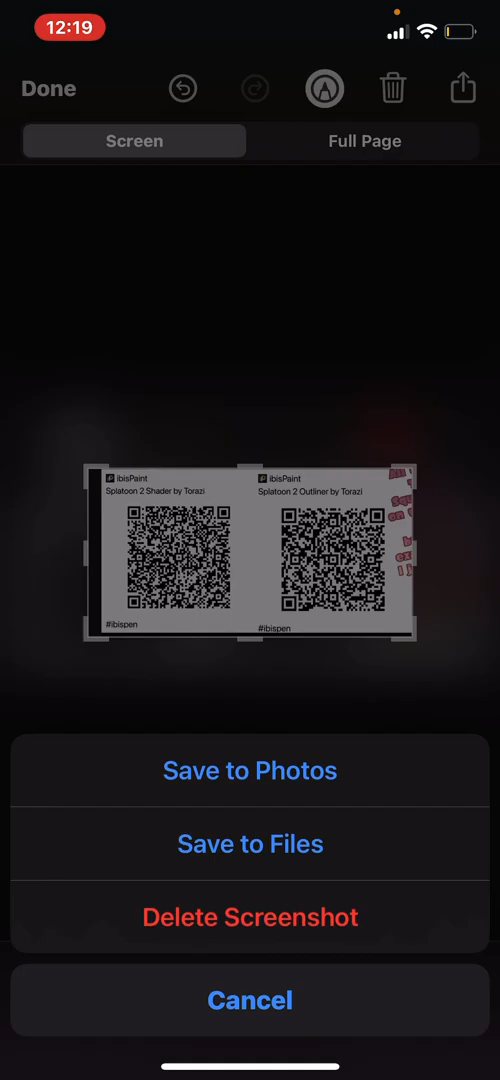 12:19
Done
Screen
Full Page
ibisPaint
Splatoon 2 Shader by Torazi
#ibispen
ibisPaint
Splatoon 2 Outliner by Torazi
#ibispen
Save to Photos
Save to Files
Delete Screenshot
Cancel